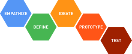 EMPATHIZE
DEFINE
IDEATE
PROTOTYPE
TEST